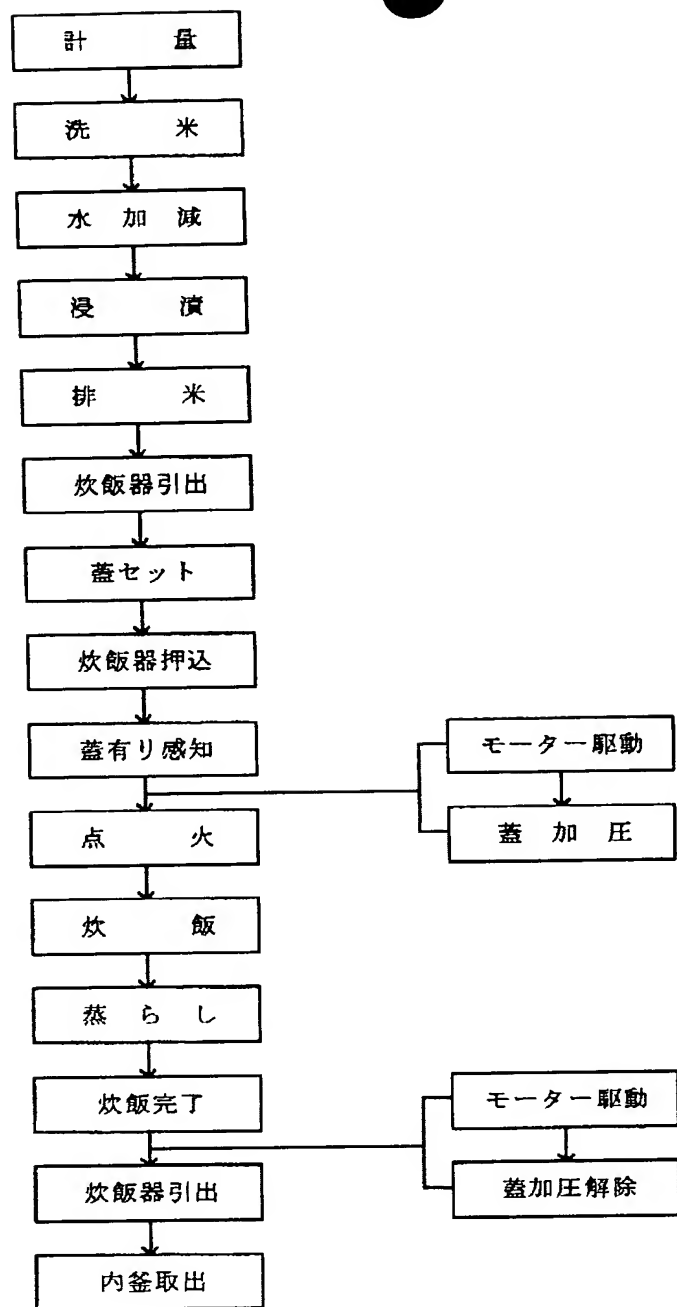 計量
洗米
水加減
浸漬
排米
炊飯器引出
蓋セット
炊飯器押込
蓋有り感知
モーター駆動
蓋加圧
点火
炊飯
蒸らし
炊飯完了
モーター駆動
炊飯器引出
蓋加圧解除
内釜取出